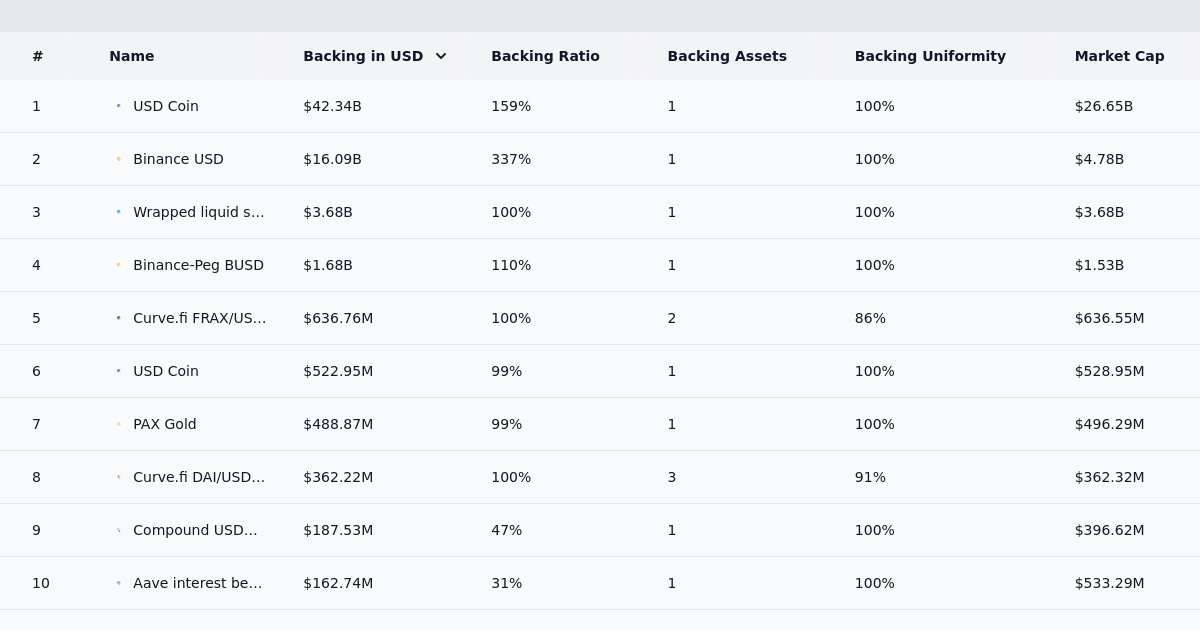 # Name Backing in USD Backing Ratio Backing Assets Backing Uniformity Market Cap
1 USD Coin $42.34B 159% 1 100% $26.65B
2 Binance USD $16.09B 337% 1 100% $4.78B
3 Wrapped liquid s... $3.68B 100% 1 100% $3.68B
4 Binance-Peg BUSD $1.68B 110% 1 100% $1.53B
5 Curve.fi FRAX/US... $636.76M 100% 2 86% $636.55M
6 USD Coin $522.95M 99% 1 100% $528.95M
7 PAX Gold $488.87M 99% 1 100% $496.29M
8 Curve.fi DAI/USD... $362.22M 100% 3 91% $362.32M
9 Compound USD... $187.53M 47% 1 100% $396.62M
10 Aave interest be... $162.74M 31% 1 100% $533.29M